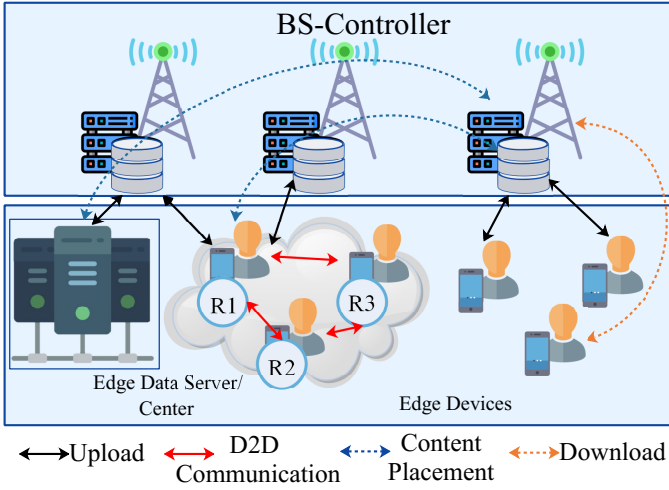 BS-Controller
R1
R3
R2
Edge Data Server/
Center
Edge Devices
Upload
D2D
Communication
Content
Placement
Download